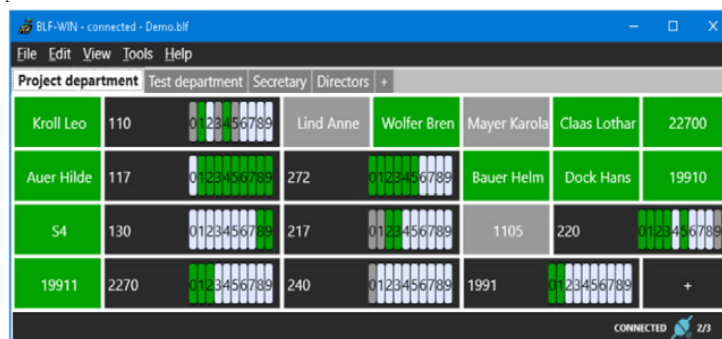 BLF-WIN - connected - Demo.blf
File Edit View Tools Help
Project department Test department Secretary Directors +
Kroll Leo 110 0123456789 Lind Anne Wolfer Bren Mayer Karola Claas Lothar 22700
Auer Hilde 117 0123456789 272 0123456789 Bauer Helm Dock Hans 19910
S4 130 0123456789 217 0123456789 1105 220 0123456789
19911 2270 0123456789 240 0123456789 1991 0123456789 +
CONNECTED 2/3